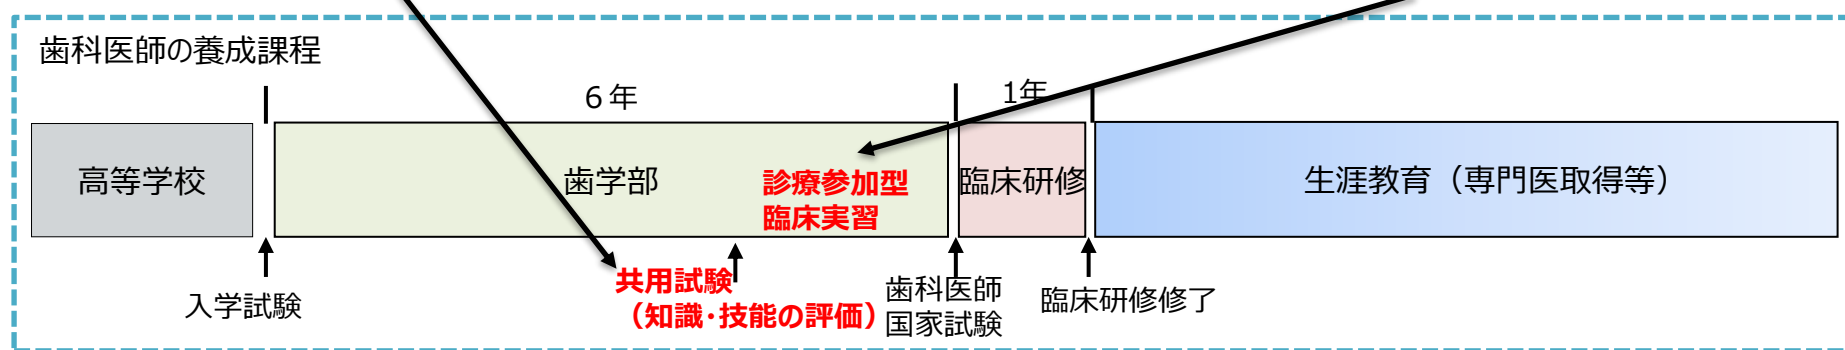 歯科医師の養成課程
６年
1年
高等学校
歯学部
診療参加型
臨床実習
臨床研修
生涯教育（専門医取得等）
入学試験
共用試験
（知識・技能の評価）
歯科医師
国家試験
臨床研修修了